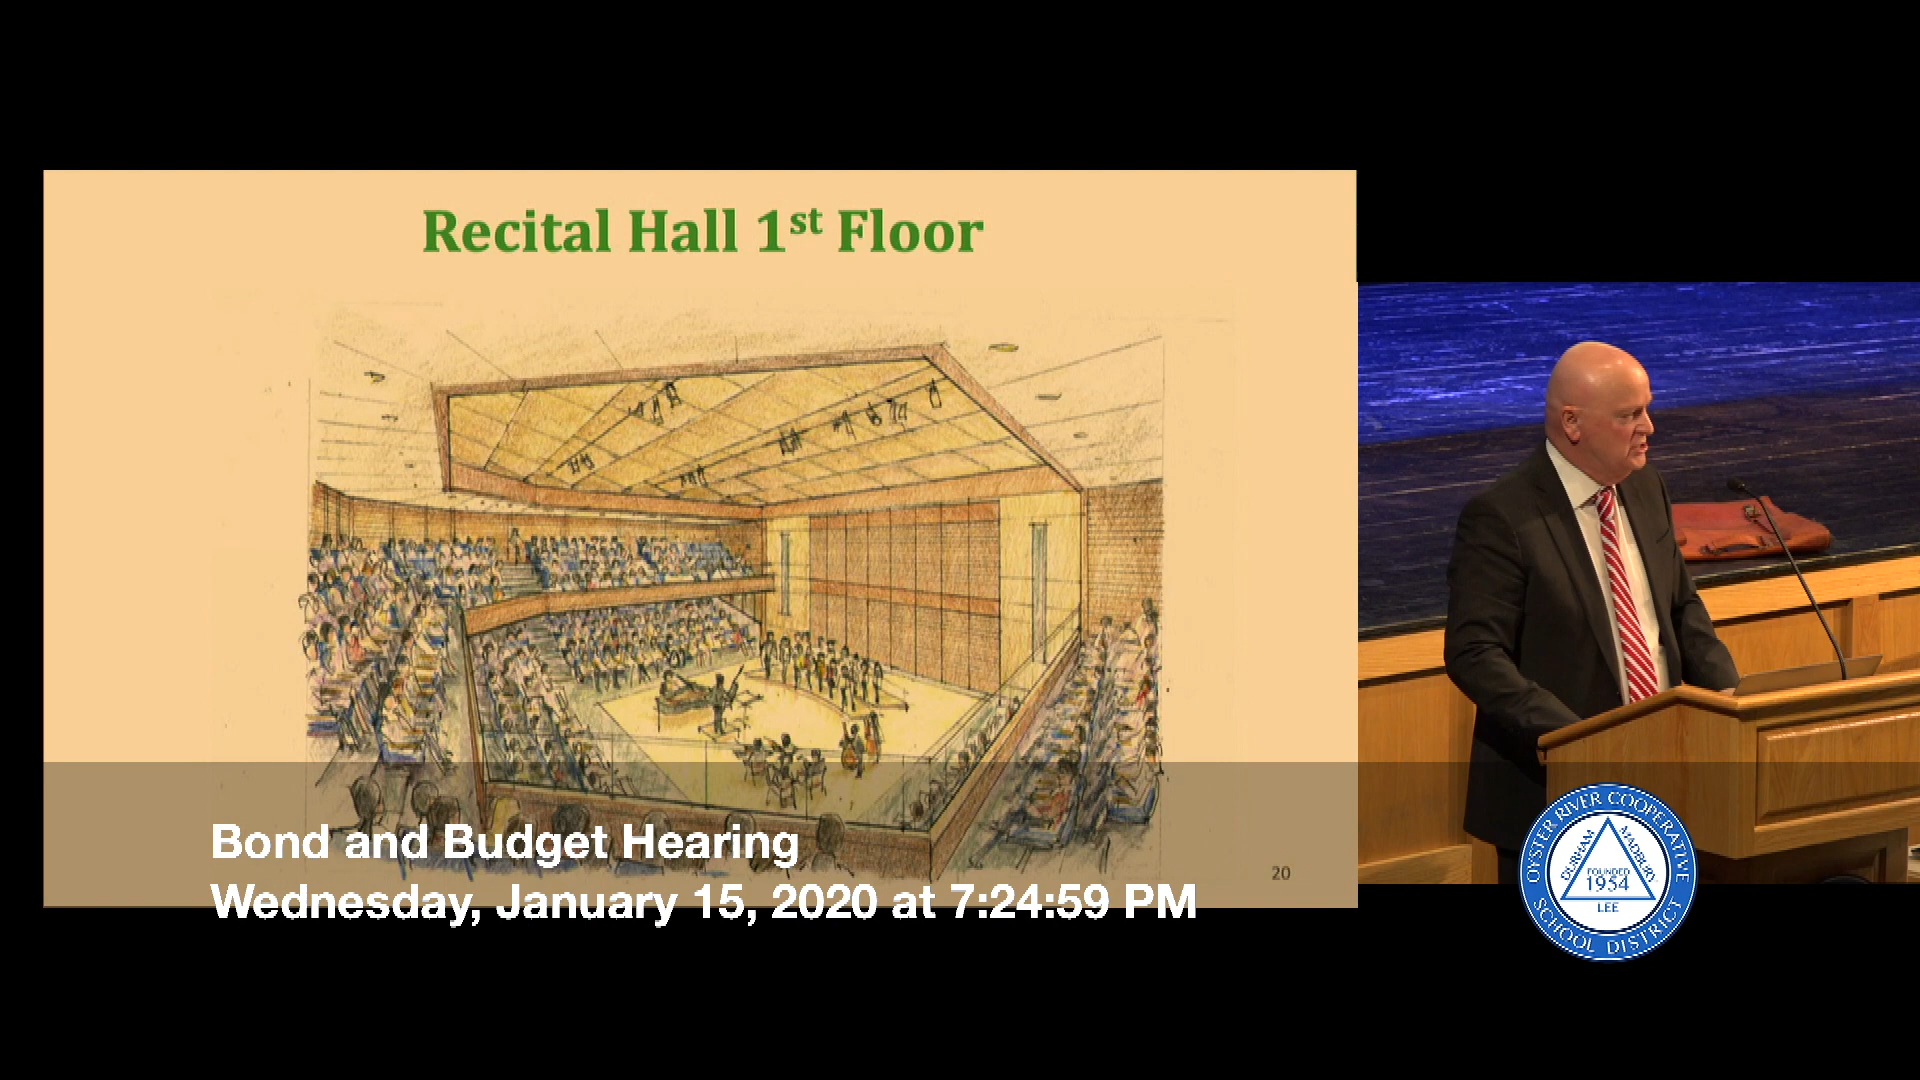 Recital Hall 1st Floor
20
Bond and Budget Hearing
Wednesday, January 15, 2020 at 7:24:59 PM
OYSTER RIVER COOPERATIVE
DURHAM
MADBURY
FOUNDED
1954
LEE
SCHOOL DISTRICT